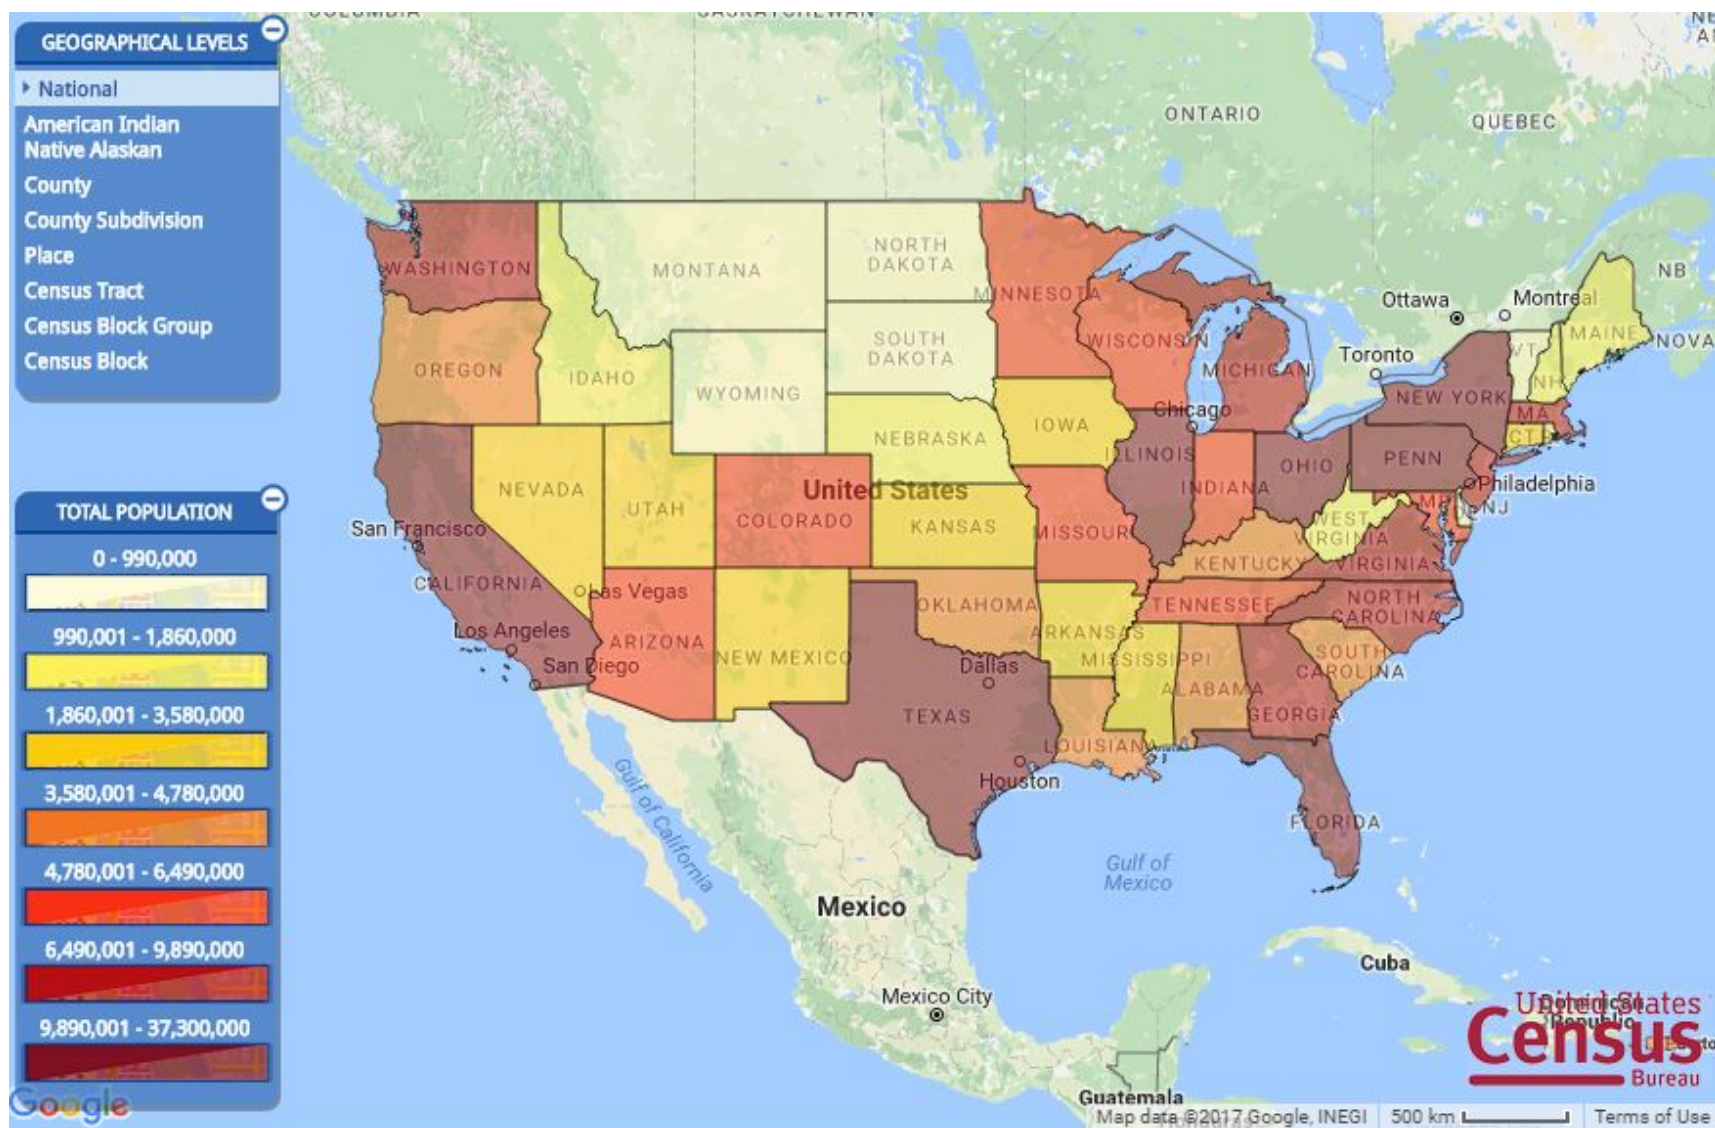 GEOGRAPHICAL LEVELS
National
American Indian
Native Alaskan
County
County Subdivision
Place
Census Tract
Census Block Group
Census Block
TOTAL POPULATION
0 - 990,000
990,001 - 1,860,000
1,860,001 - 3,580,000
3,580,001 - 4,780,000
4,780,001 - 6,490,000
6,490,001 - 9,890,000
9,890,001 - 37,300,000
Google
COLUMBIA
SASKATCHEWAN
ONTARIO
QUEBEC
NB
NOVA
Ottawa
Montreal
Toronto
WASHINGTON
MONTANA
NORTH
DAKOTA
MINNESOTA
OREGON
IDAHO
WYOMING
SOUTH
DAKOTA
WISCONSIN
MICHIGAN
NEW YORK
VT
NH
MAINE
MA
CT
Chicago
NEVADA
UTAH
COLORADO
NEBRASKA
IOWA
ILLINOIS
INDIANA
OHIO
PENN
Philadelphia
NJ
United States
KANSAS
MISSOURI
KENTUCKY
WEST
VIRGINIA
VIRGINIA
San Francisco
CALIFORNIA
Las Vegas
Los Angeles
San Diego
ARIZONA
NEW MEXICO
OKLAHOMA
ARKANSAS
TENNESSEE
NORTH
CAROLINA
SOUTH
CAROLINA
MISSISSIPPI
ALABAMA
GEORGIA
Dallas
TEXAS
LOUISIANA
Houston
FLORIDA
Gulf of California
Gulf of
Mexico
Mexico
Mexico City
Cuba
Guatemala
United States
Census
Bureau
Dominican
Republic
Map data ©2017 Google, INEGI
500 km
Terms of Use